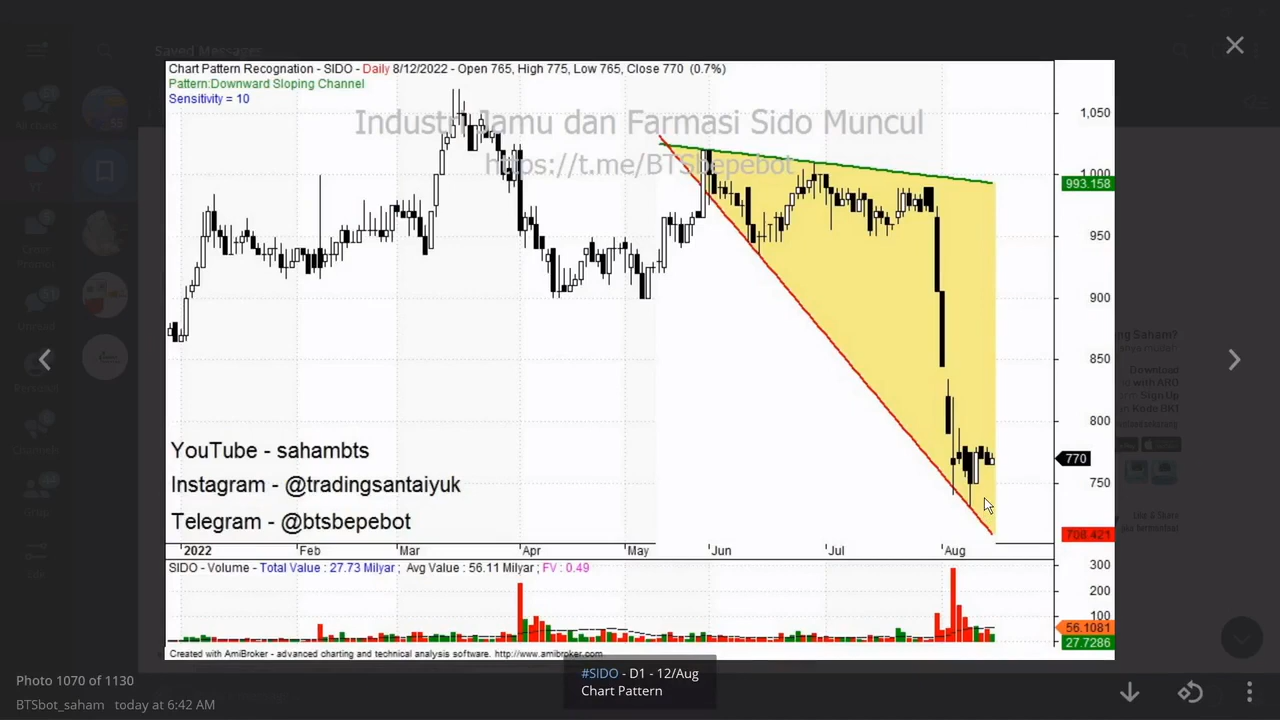 Saved Messages
Chart Pattern Recognation - SIDO - Daily 8/12/2022 - Open 765, High 775, Low 765, Close 770 (0.7%)
Pattern:Downward Sloping Channel
Sensitivity = 10
Industri Jamu dan Farmasi Sido Muncul
https://t.me/BTSbepebot
1,050
1,000
993.158
950
900
850
800
770
750
708.421
YouTube - sahambts
Instagram - @tradingsantaiyuk
Telegram - @btsbepebot
2022 Feb Mar Apr May Jun Jul Aug
SIDO - Volume - Total Value : 27.73 Milyar ; Avg Value : 56.11 Milyar ; FV : 0.49
300
200
100
56.1081
27.7286
Created with AmiBroker - advanced charting and technical analysis software. http://www.amibroker.com
#SIDO - D1 - 12/Aug
Chart Pattern
Photo 1070 of 1130
BTSbot_saham today at 6:42 AM